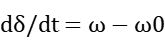 dδ/dt = ω − ω0